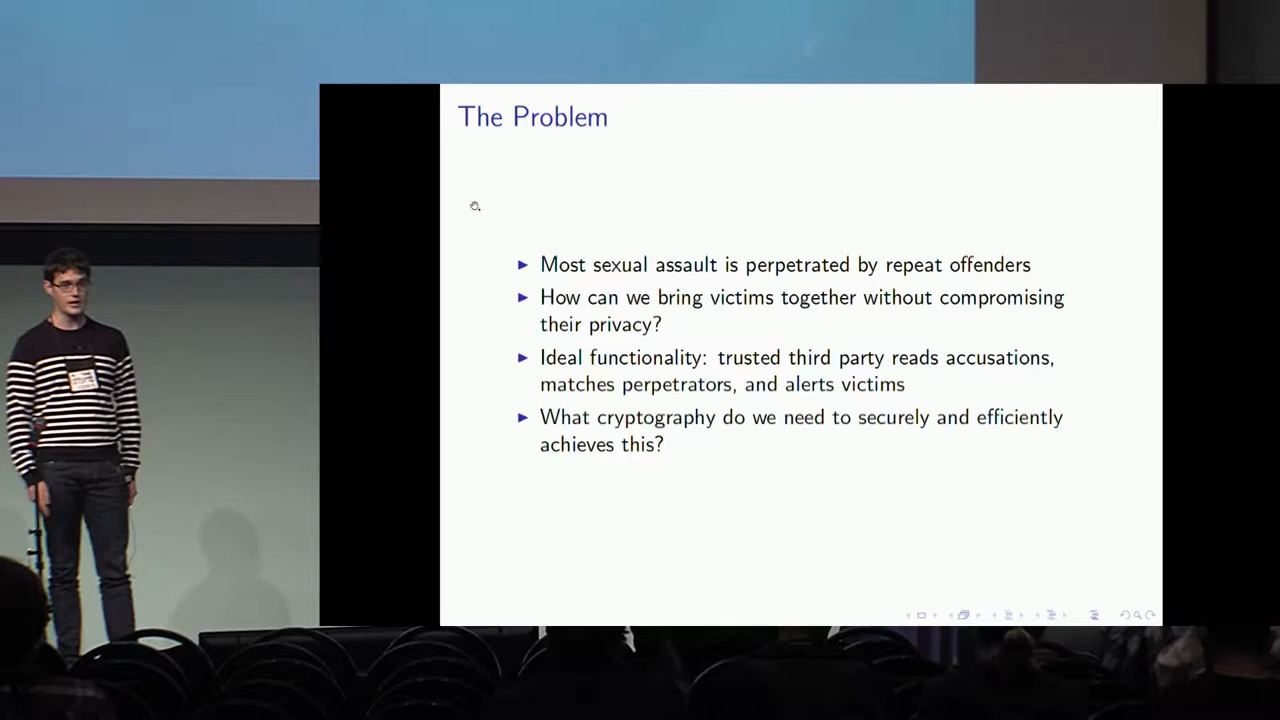 The Problem
Most sexual assault is perpetrated by repeat offenders
How can we bring victims together without compromising
their privacy?
Ideal functionality: trusted third party reads accusations,
matches perpetrators, and alerts victims
What cryptography do we need to securely and efficiently
achieves this?